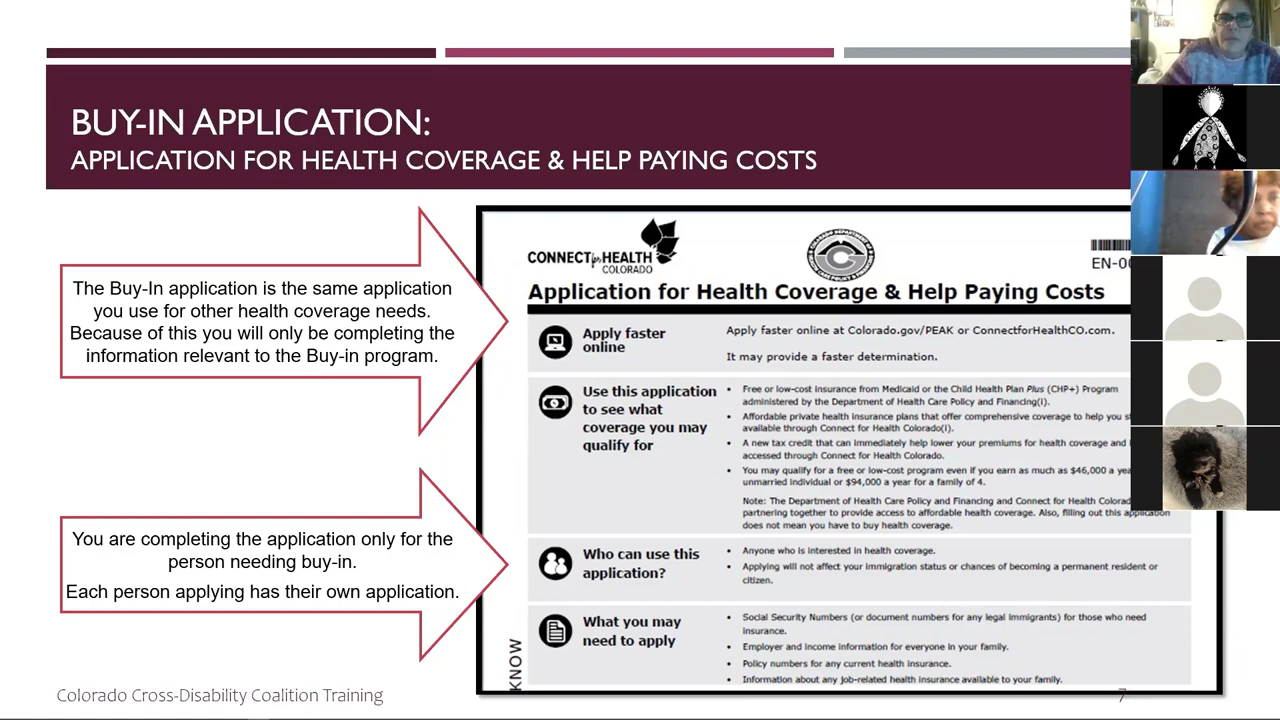 BUY-IN APPLICATION:
APPLICATION FOR HEALTH COVERAGE & HELP PAYING COSTS
The Buy-In application is the same application
you use for other health coverage needs.
Because of this you will only be completing the
information relevant to the Buy-in program.
You are completing the application only for the
person needing buy-in.
Each person applying has their own application.
CONNECT for HEALTH
COLORADO
EN-00
Application for Health Coverage & Help Paying Costs
Apply faster
online
Apply faster online at Colorado.gov/PEAK or ConnectforHealthCO.com.
It may provide a faster determination.
Use this application
to see what
coverage you may
qualify for
• Free or low-cost insurance from Medicaid or the Child Health Plan Plus (CHP+) Program
administered by the Department of Health Care Policy and Financing(i).
• Affordable private health insurance plans that offer comprehensive coverage to help you
available through Connect for Health Colorado(i).
• A new tax credit that can immediately help lower your premiums for health coverage and
accessed through Connect for Health Colorado.
• You may qualify for a free or low-cost program even if you earn as much as $46,000 a
unmarried individual or $94,000 a year for a family of 4.
Note: The Department of Health Care Policy and Financing and Connect for Health
partnering together to provide access to affordable health coverage. Also, filling out this application
does not mean you have to buy health coverage.
Who can use this
application?
• Anyone who is interested in health coverage.
• Applying will not affect your immigration status or chances of becoming a permanent resident or
citizen.
What you may
need to apply
• Social Security Numbers (or document numbers for any legal immigrants) for those who need
insurance.
• Employer and income information for everyone in your family.
• Policy numbers for any current health insurance.
• Information about any job-related health insurance available to your family.
KNOW
Colorado Cross-Disability Coalition Training
7